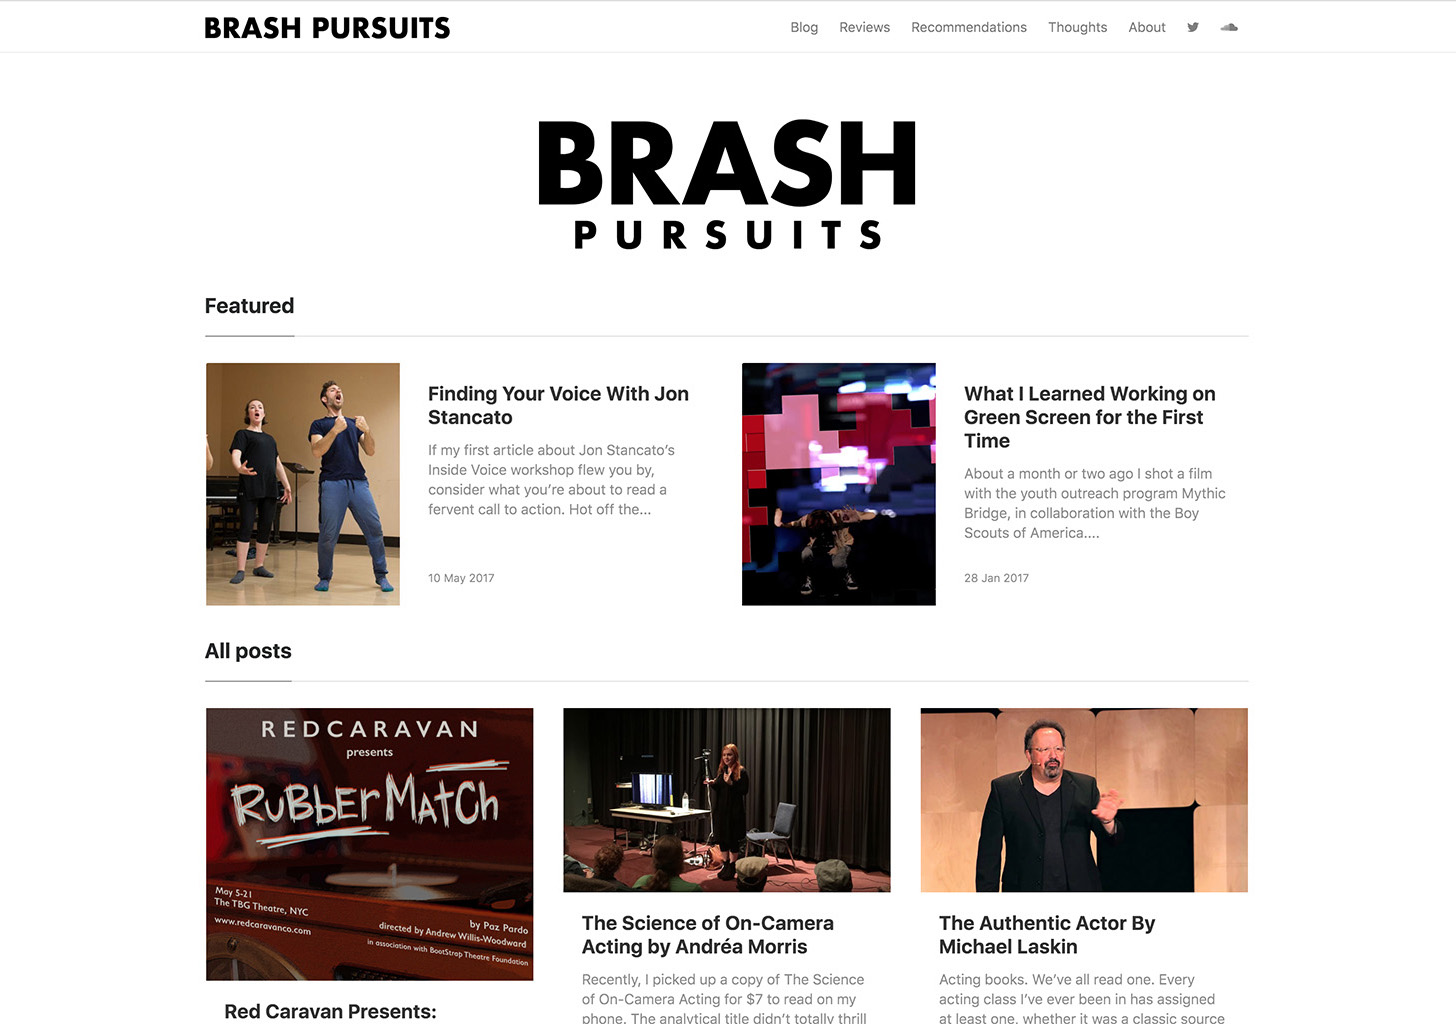 BRASH PURSUITS
Blog Reviews Recommendations Thoughts About
BRASH
PURSUITS
Featured
Finding Your Voice With Jon
Stancato
If my first article about Jon Stancato’s
Inside Voice workshop flew you by,
consider what you’re about to read a
fervent call to action. Hot off the...
10 May 2017
What I Learned Working on
Green Screen for the First
Time
About a month or two ago I shot a film
with the youth outreach program Mythic
Bridge, in collaboration with the Boy
Scouts of America....
28 Jan 2017
All posts
REDCARAVAN
presents
RUBBER MATCH
May 5-21
The TBG Theatre, NYC
www.redcaravanco.com
by Paz Pardo
directed by Andrew Willis-Woodward
in association with BootStrap Theatre Foundation
Red Caravan Presents:
The Science of On-Camera
Acting by Andréa Morris
Recently, I picked up a copy of The Science
of On-Camera Acting for $7 to read on my
phone. The analytical title didn’t totally thrill
The Authentic Actor By
Michael Laskin
Acting books. We’ve all read one. Every
acting class I’ve ever been in has assigned
at least one, whether it was a classic source